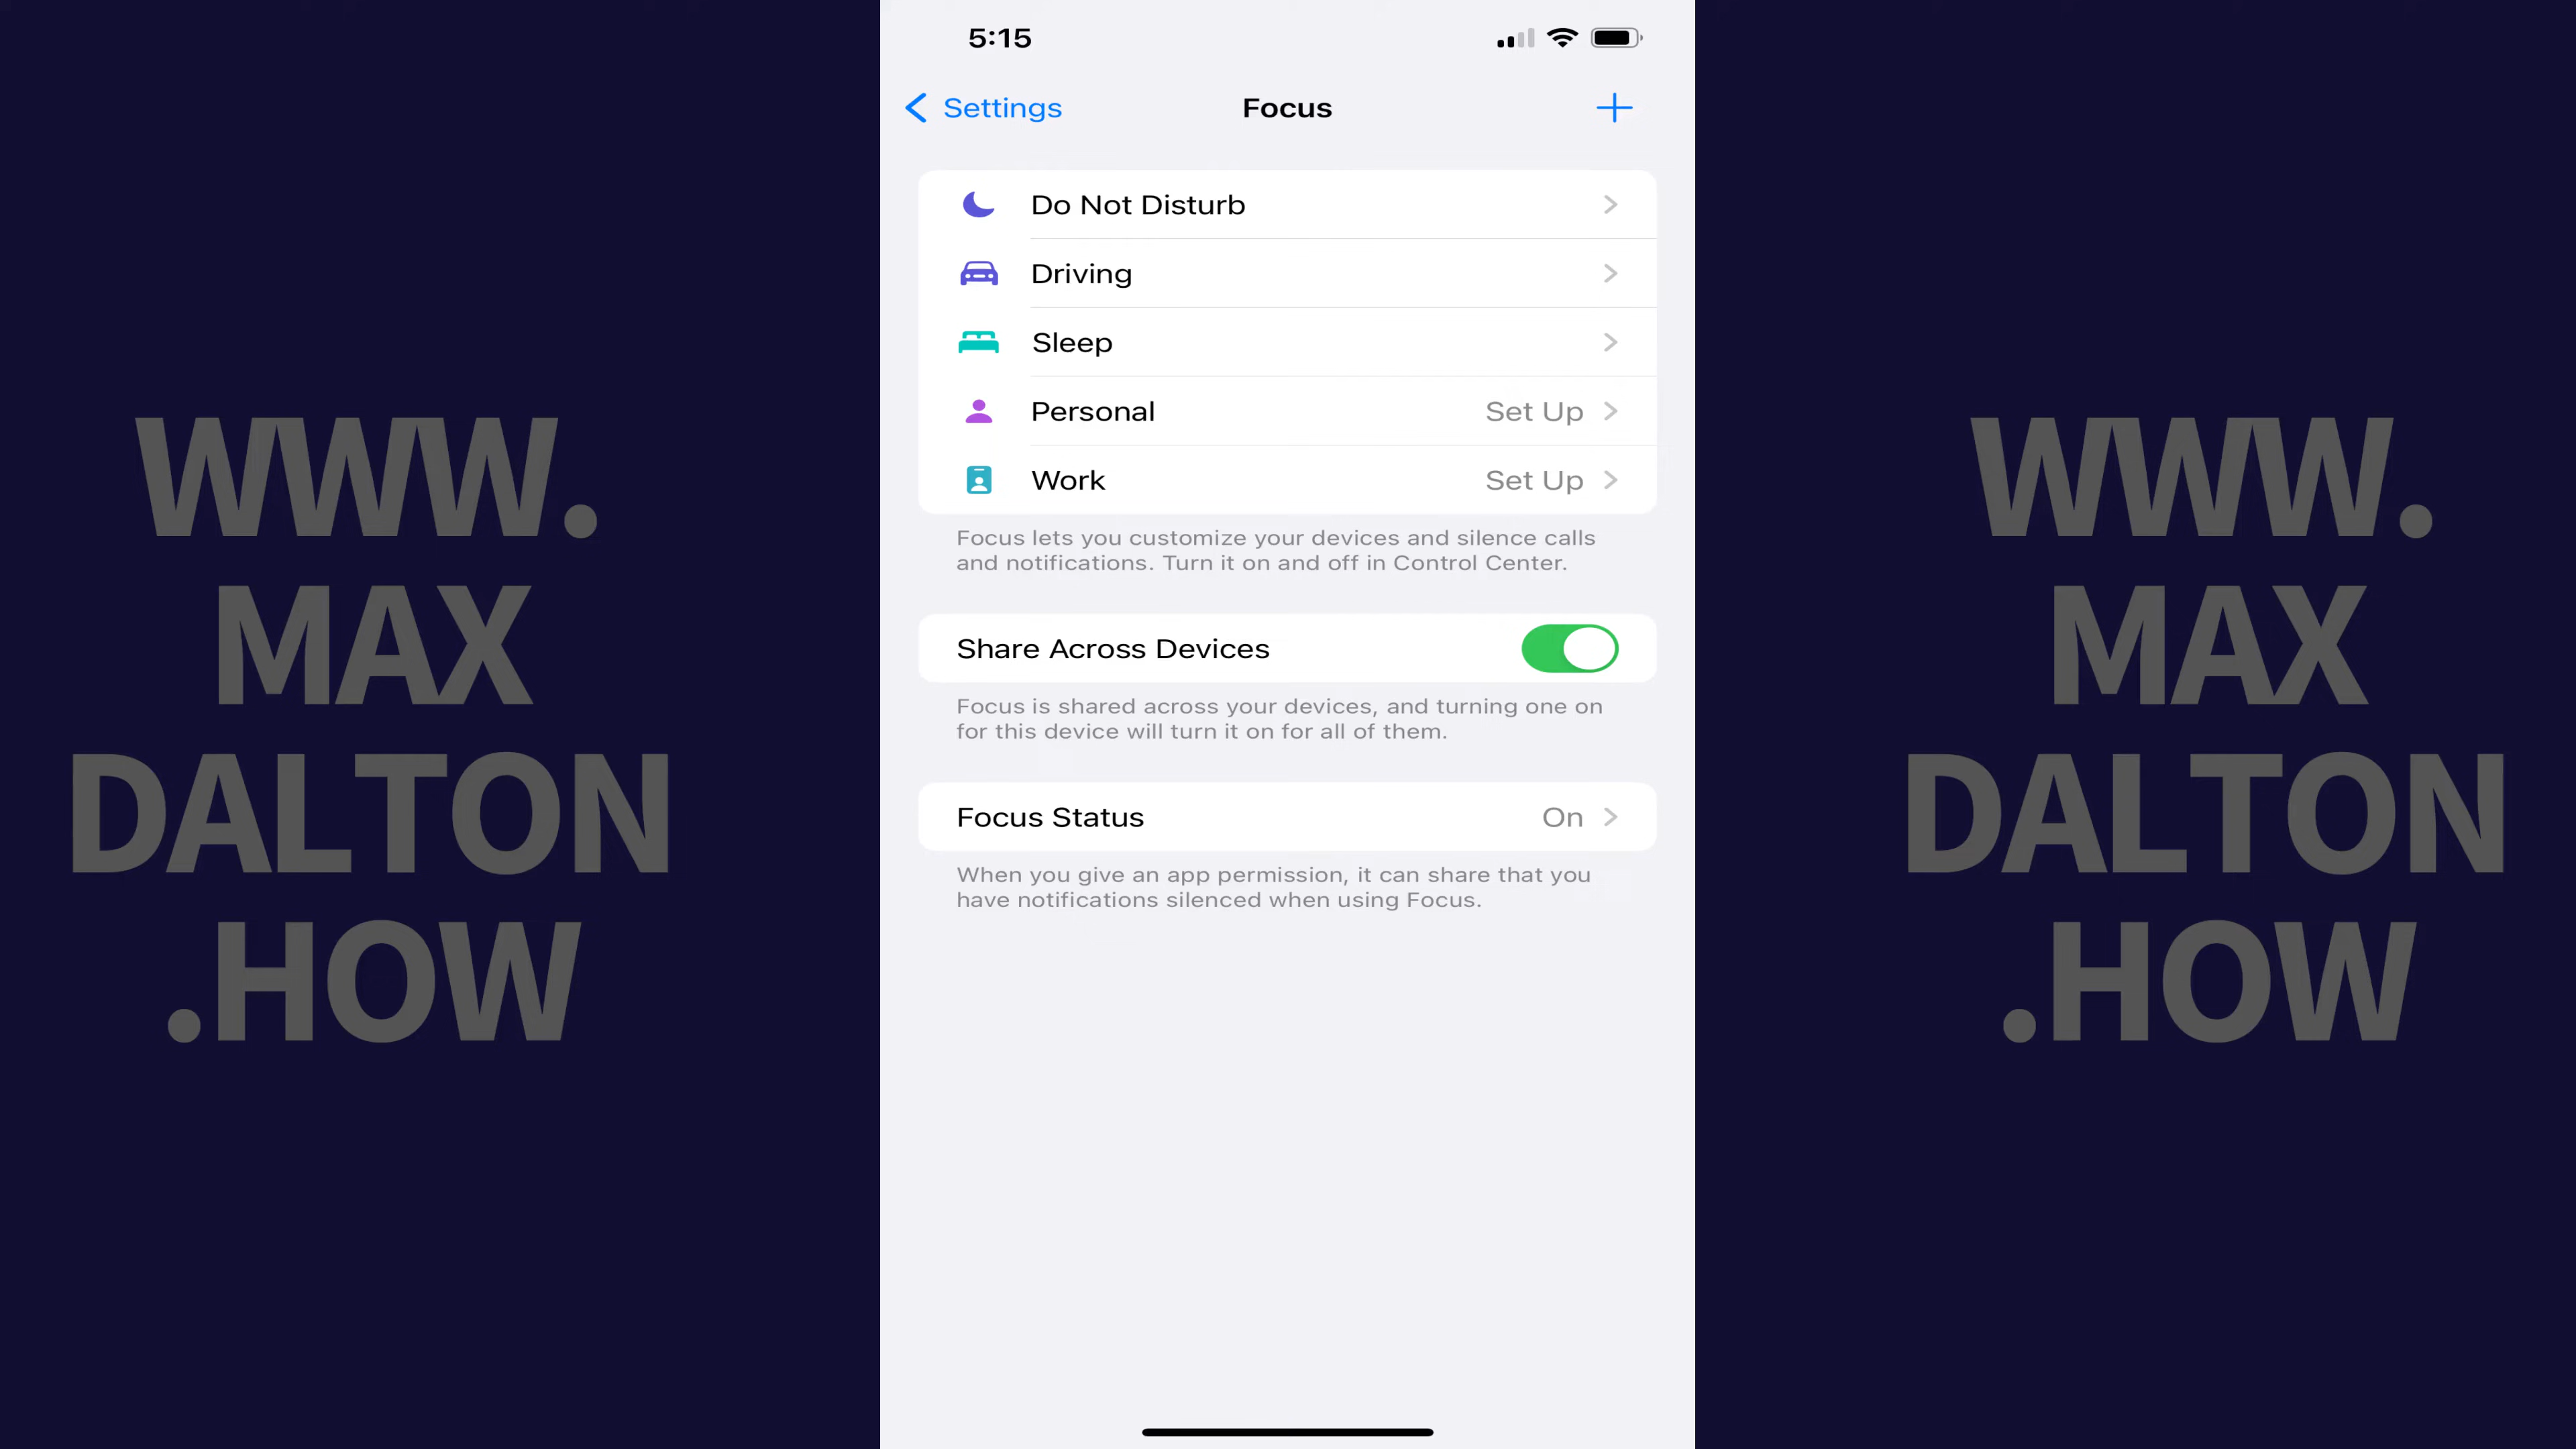 WWW.
MAX
DALTON
.HOW
5:15
Settings
Focus
Do Not Disturb
Driving
Sleep
Personal
Set Up
Work
Set Up
Focus lets you customize your devices and silence calls
and notifications. Turn it on and off in Control Center.
Share Across Devices
Focus is shared across your devices, and turning one on
for this device will turn it on for all of them.
Focus Status
On
When you give an app permission, it can share that you
have notifications silenced when using Focus.
WWW.
MAX
DALTON
.HOW